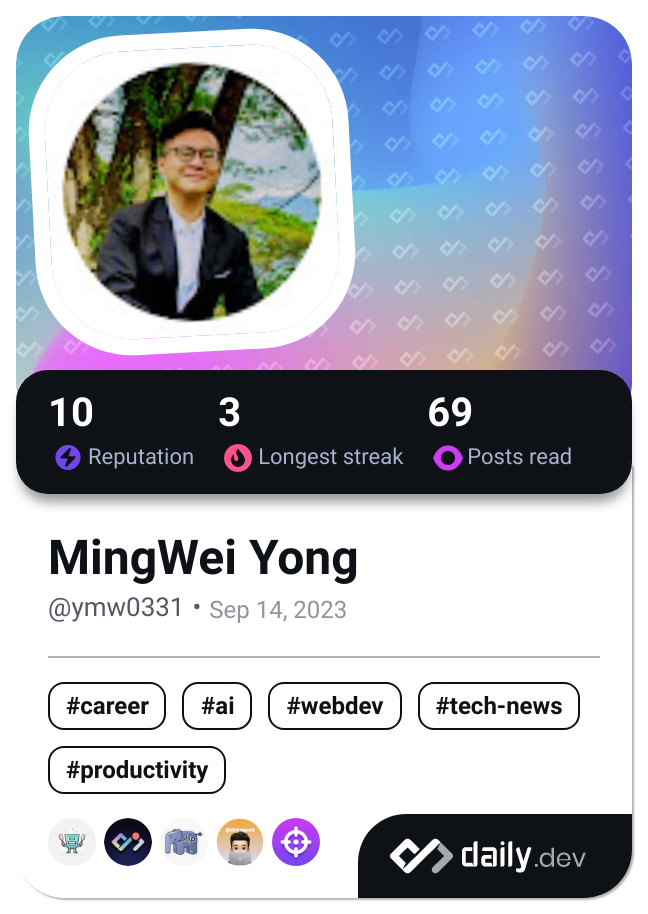 10 3 69
Reputation Longest streak Posts read
MingWei Yong
@ymw0331 • Sep 14, 2023
#career #ai #webdev #tech-news
#productivity
php
daily.dev